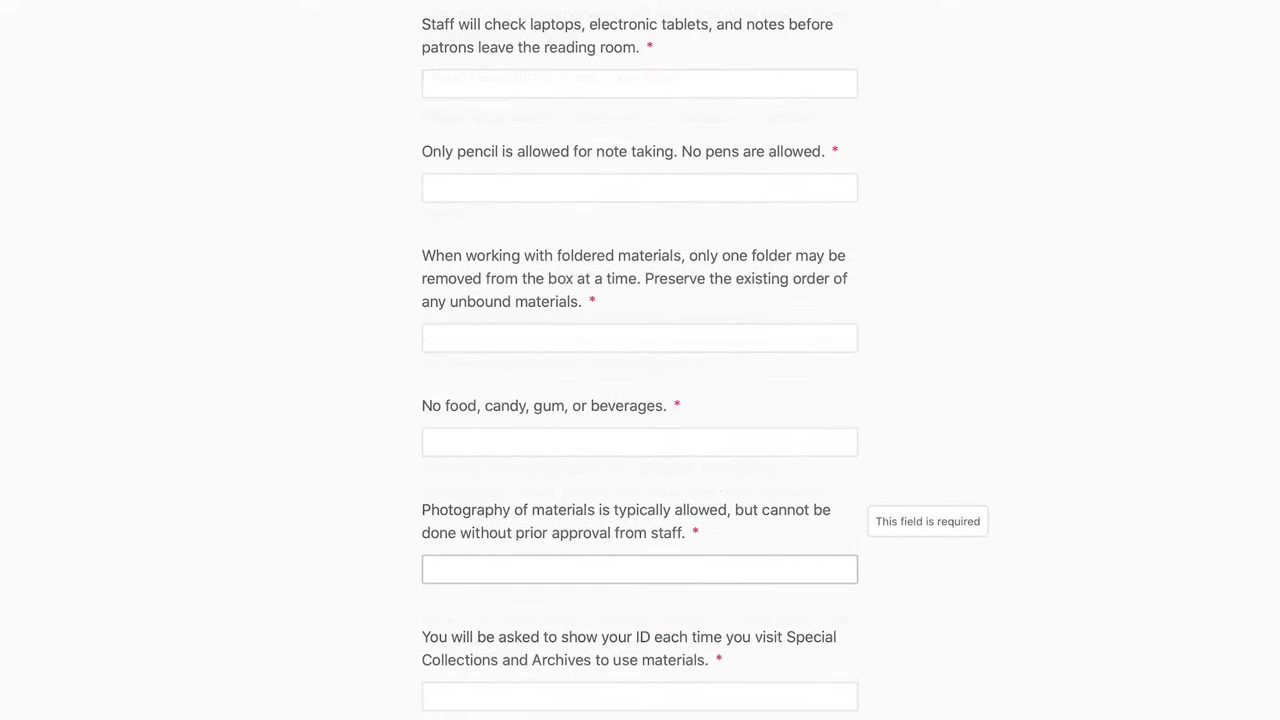 Staff will check laptops, electronic tablets, and notes before
patrons leave the reading room. *
Only pencil is allowed for note taking. No pens are allowed. *
When working with foldered materials, only one folder may be
removed from the box at a time. Preserve the existing order of
any unbound materials. *
No food, candy, gum, or beverages. *
Photography of materials is typically allowed, but cannot be
done without prior approval from staff. *
This field is required
You will be asked to show your ID each time you visit Special
Collections and Archives to use materials. *